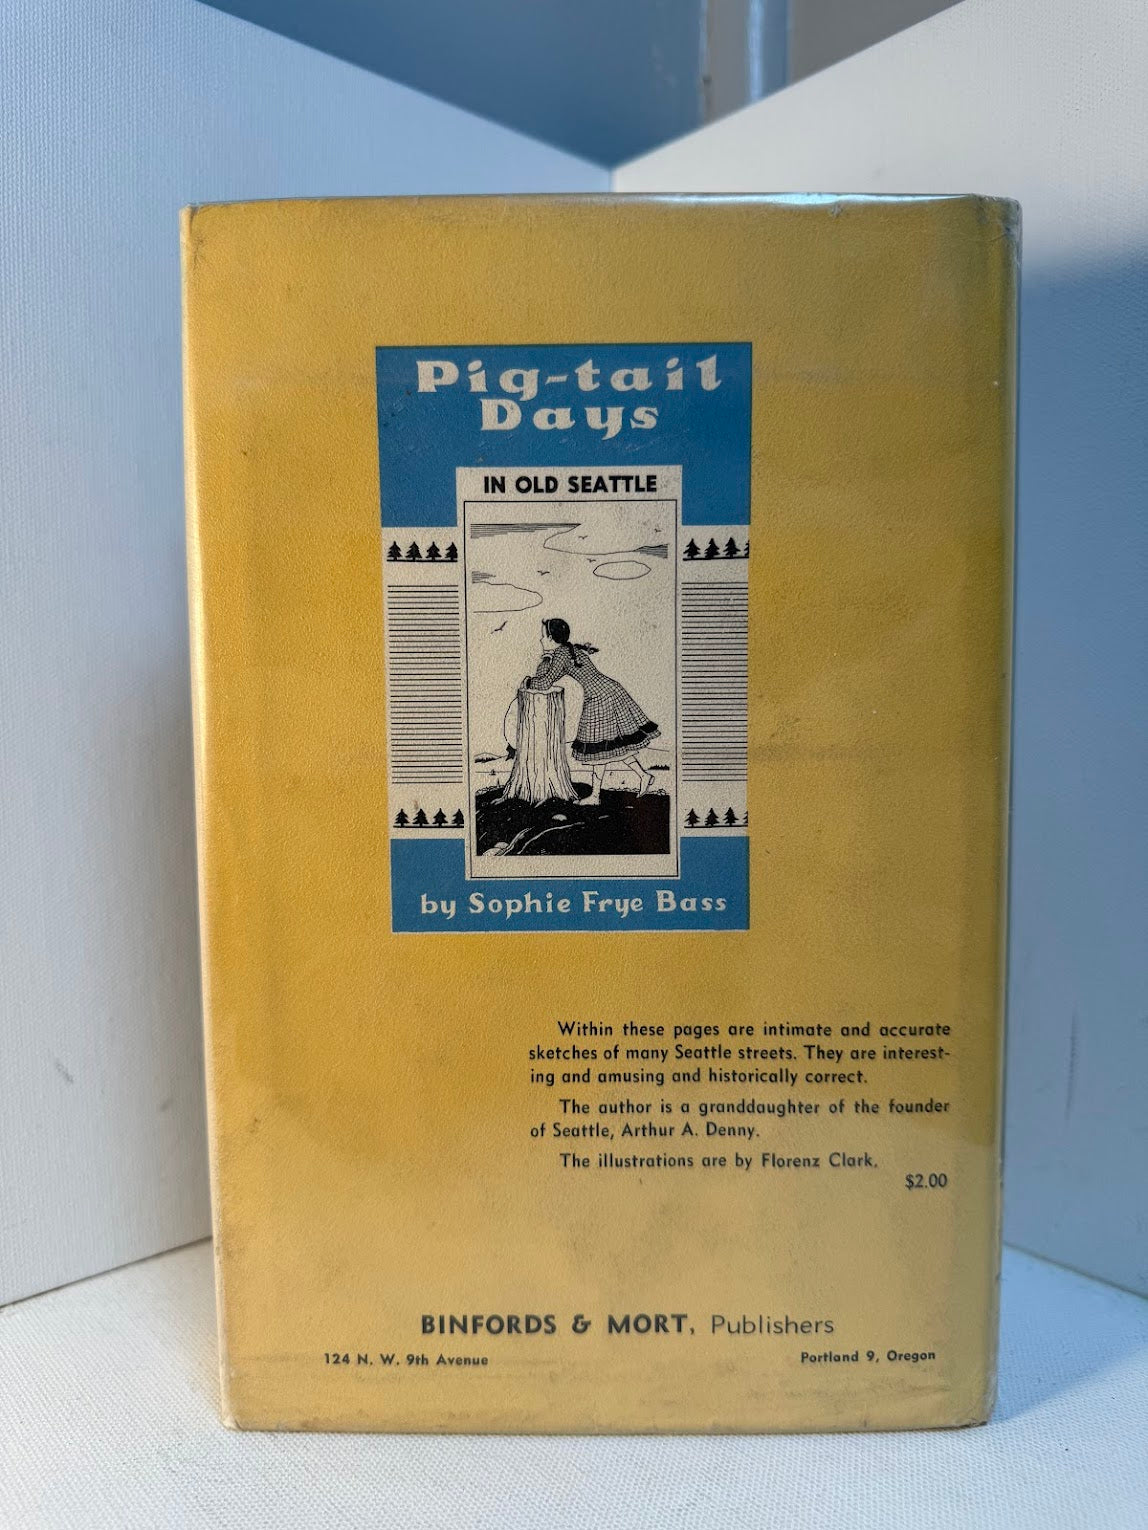 Pig-tail
Days
IN OLD SEATTLE
by Sophie Frye Bass
Within these pages are intimate and accurate
sketches of many Seattle streets. They are interest-
ing and amusing and historically correct.
The author is a granddaughter of the founder
of Seattle, Arthur A. Denny.
The illustrations are by Florenz Clark.
$2.00
BINFORDS & MORT, Publishers
124 N. W. 9th Avenue Portland 9, Oregon